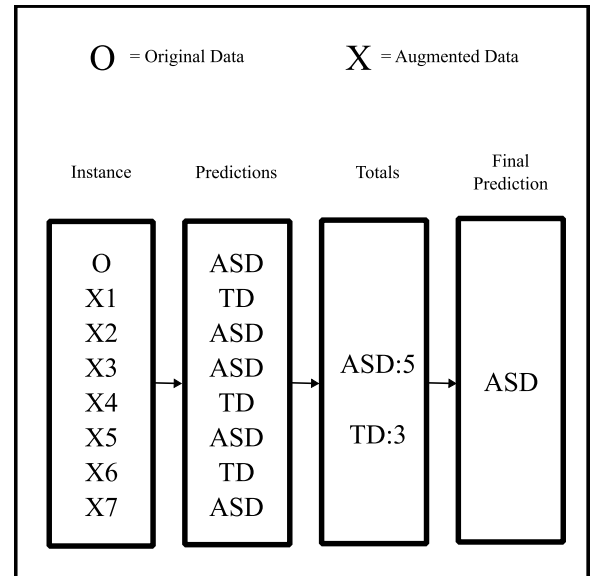 O = Original Data
X = Augmented Data
Instance
Predictions
Totals
Final
Prediction
O
X1
X2
X3
X4
X5
X6
X7
ASD
TD
ASD
ASD
TD
ASD
TD
ASD
ASD:5
TD:3
ASD